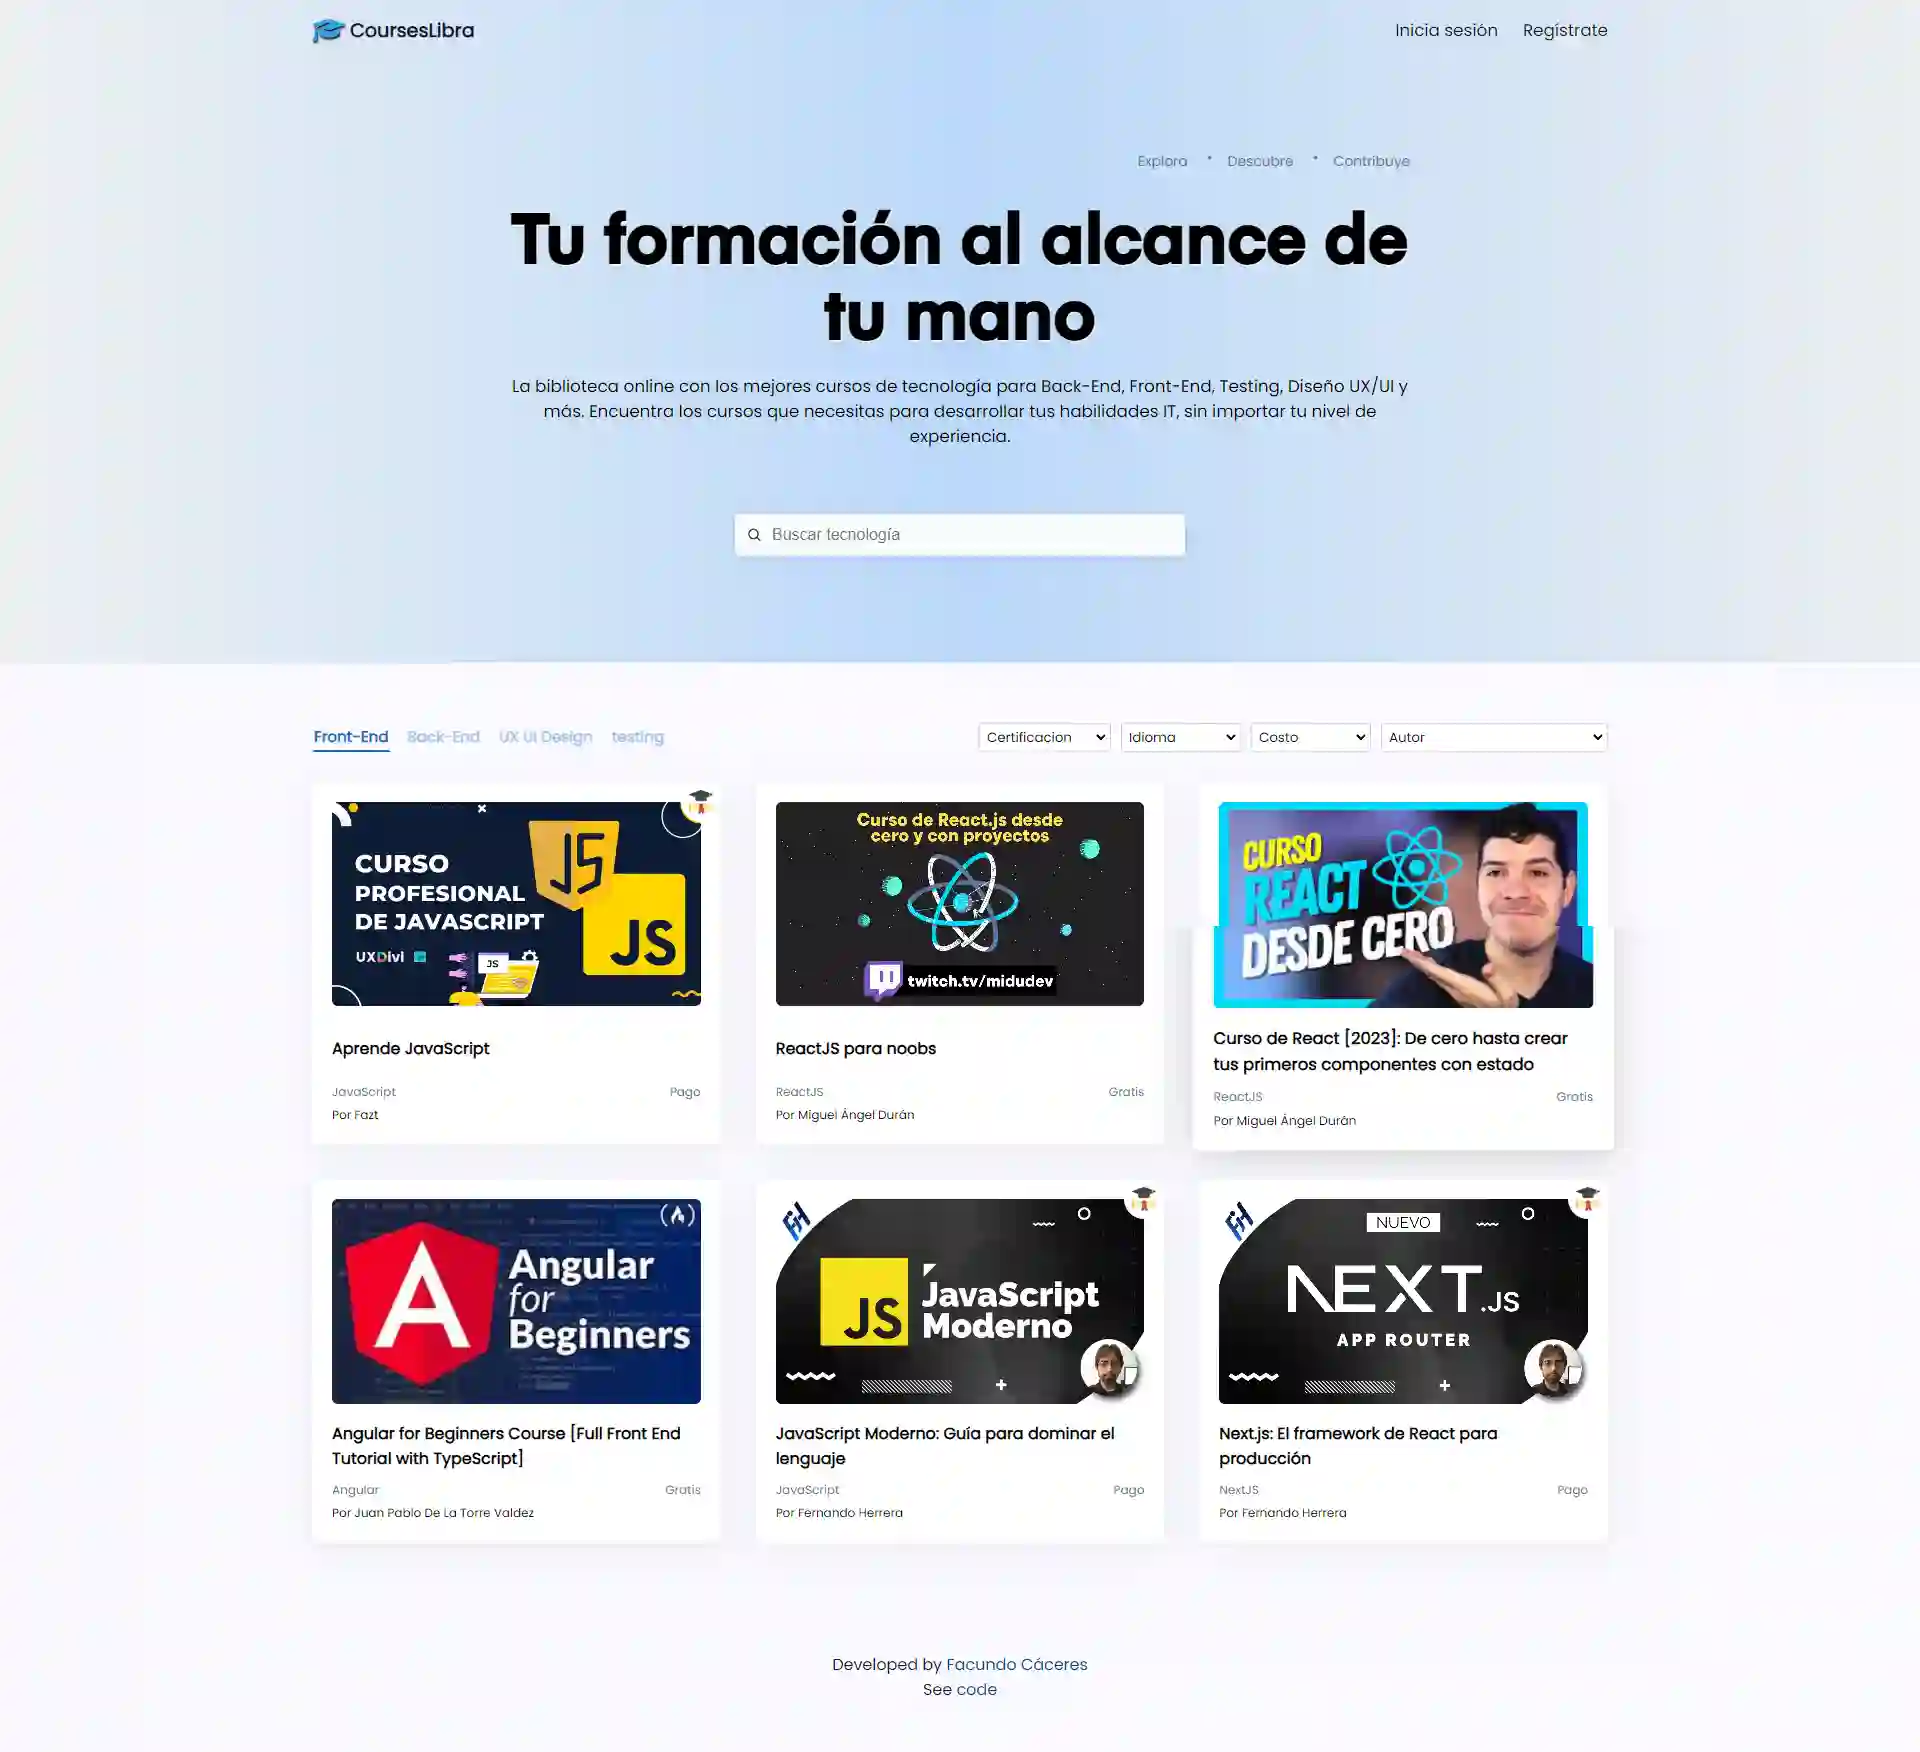 CoursesLibra
Inicia sesión
Regístrate
Explora • Descubre • Contribuye
Tu formación al alcance de
tu mano
La biblioteca online con los mejores cursos de tecnología para Back-End, Front-End, Testing, Diseño UX/UI y
más. Encuentra los cursos que necesitas para desarrollar tus habilidades IT, sin importar tu nivel de
experiencia.
Buscar tecnología
Front-End
Back-End
UX UI Design
testing
Certificacion
Idioma
Costo
Autor
CURSO
PROFESIONAL
DE JAVASCRIPT
UXDivi
JS
JS
JS
Aprende JavaScript
JavaScript
Pago
Por Fazt
Curso de React.js desde
cero y con proyectos
twitch.tv/midudev
ReactJS para noobs
ReactJS
Gratis
Por Miguel Ángel Durán
CURSO
REACT
DESDE CERO
Curso de React [2023]: De cero hasta crear
tus primeros componentes con estado
ReactJS
Gratis
Por Miguel Ángel Durán
Angular
for
Beginners
Angular for Beginners Course [Full Front End
Tutorial with TypeScript]
Angular
Gratis
Por Juan Pablo De La Torre Valdez
FH
JS
JavaScript
Moderno
JavaScript Moderno: Guía para dominar el
lenguaje
JavaScript
Pago
Por Fernando Herrera
FH
NUEVO
NEXT.JS
APP ROUTER
Next.js: El framework de React para
producción
NextJS
Pago
Por Fernando Herrera
Developed by Facundo Cáceres
See code